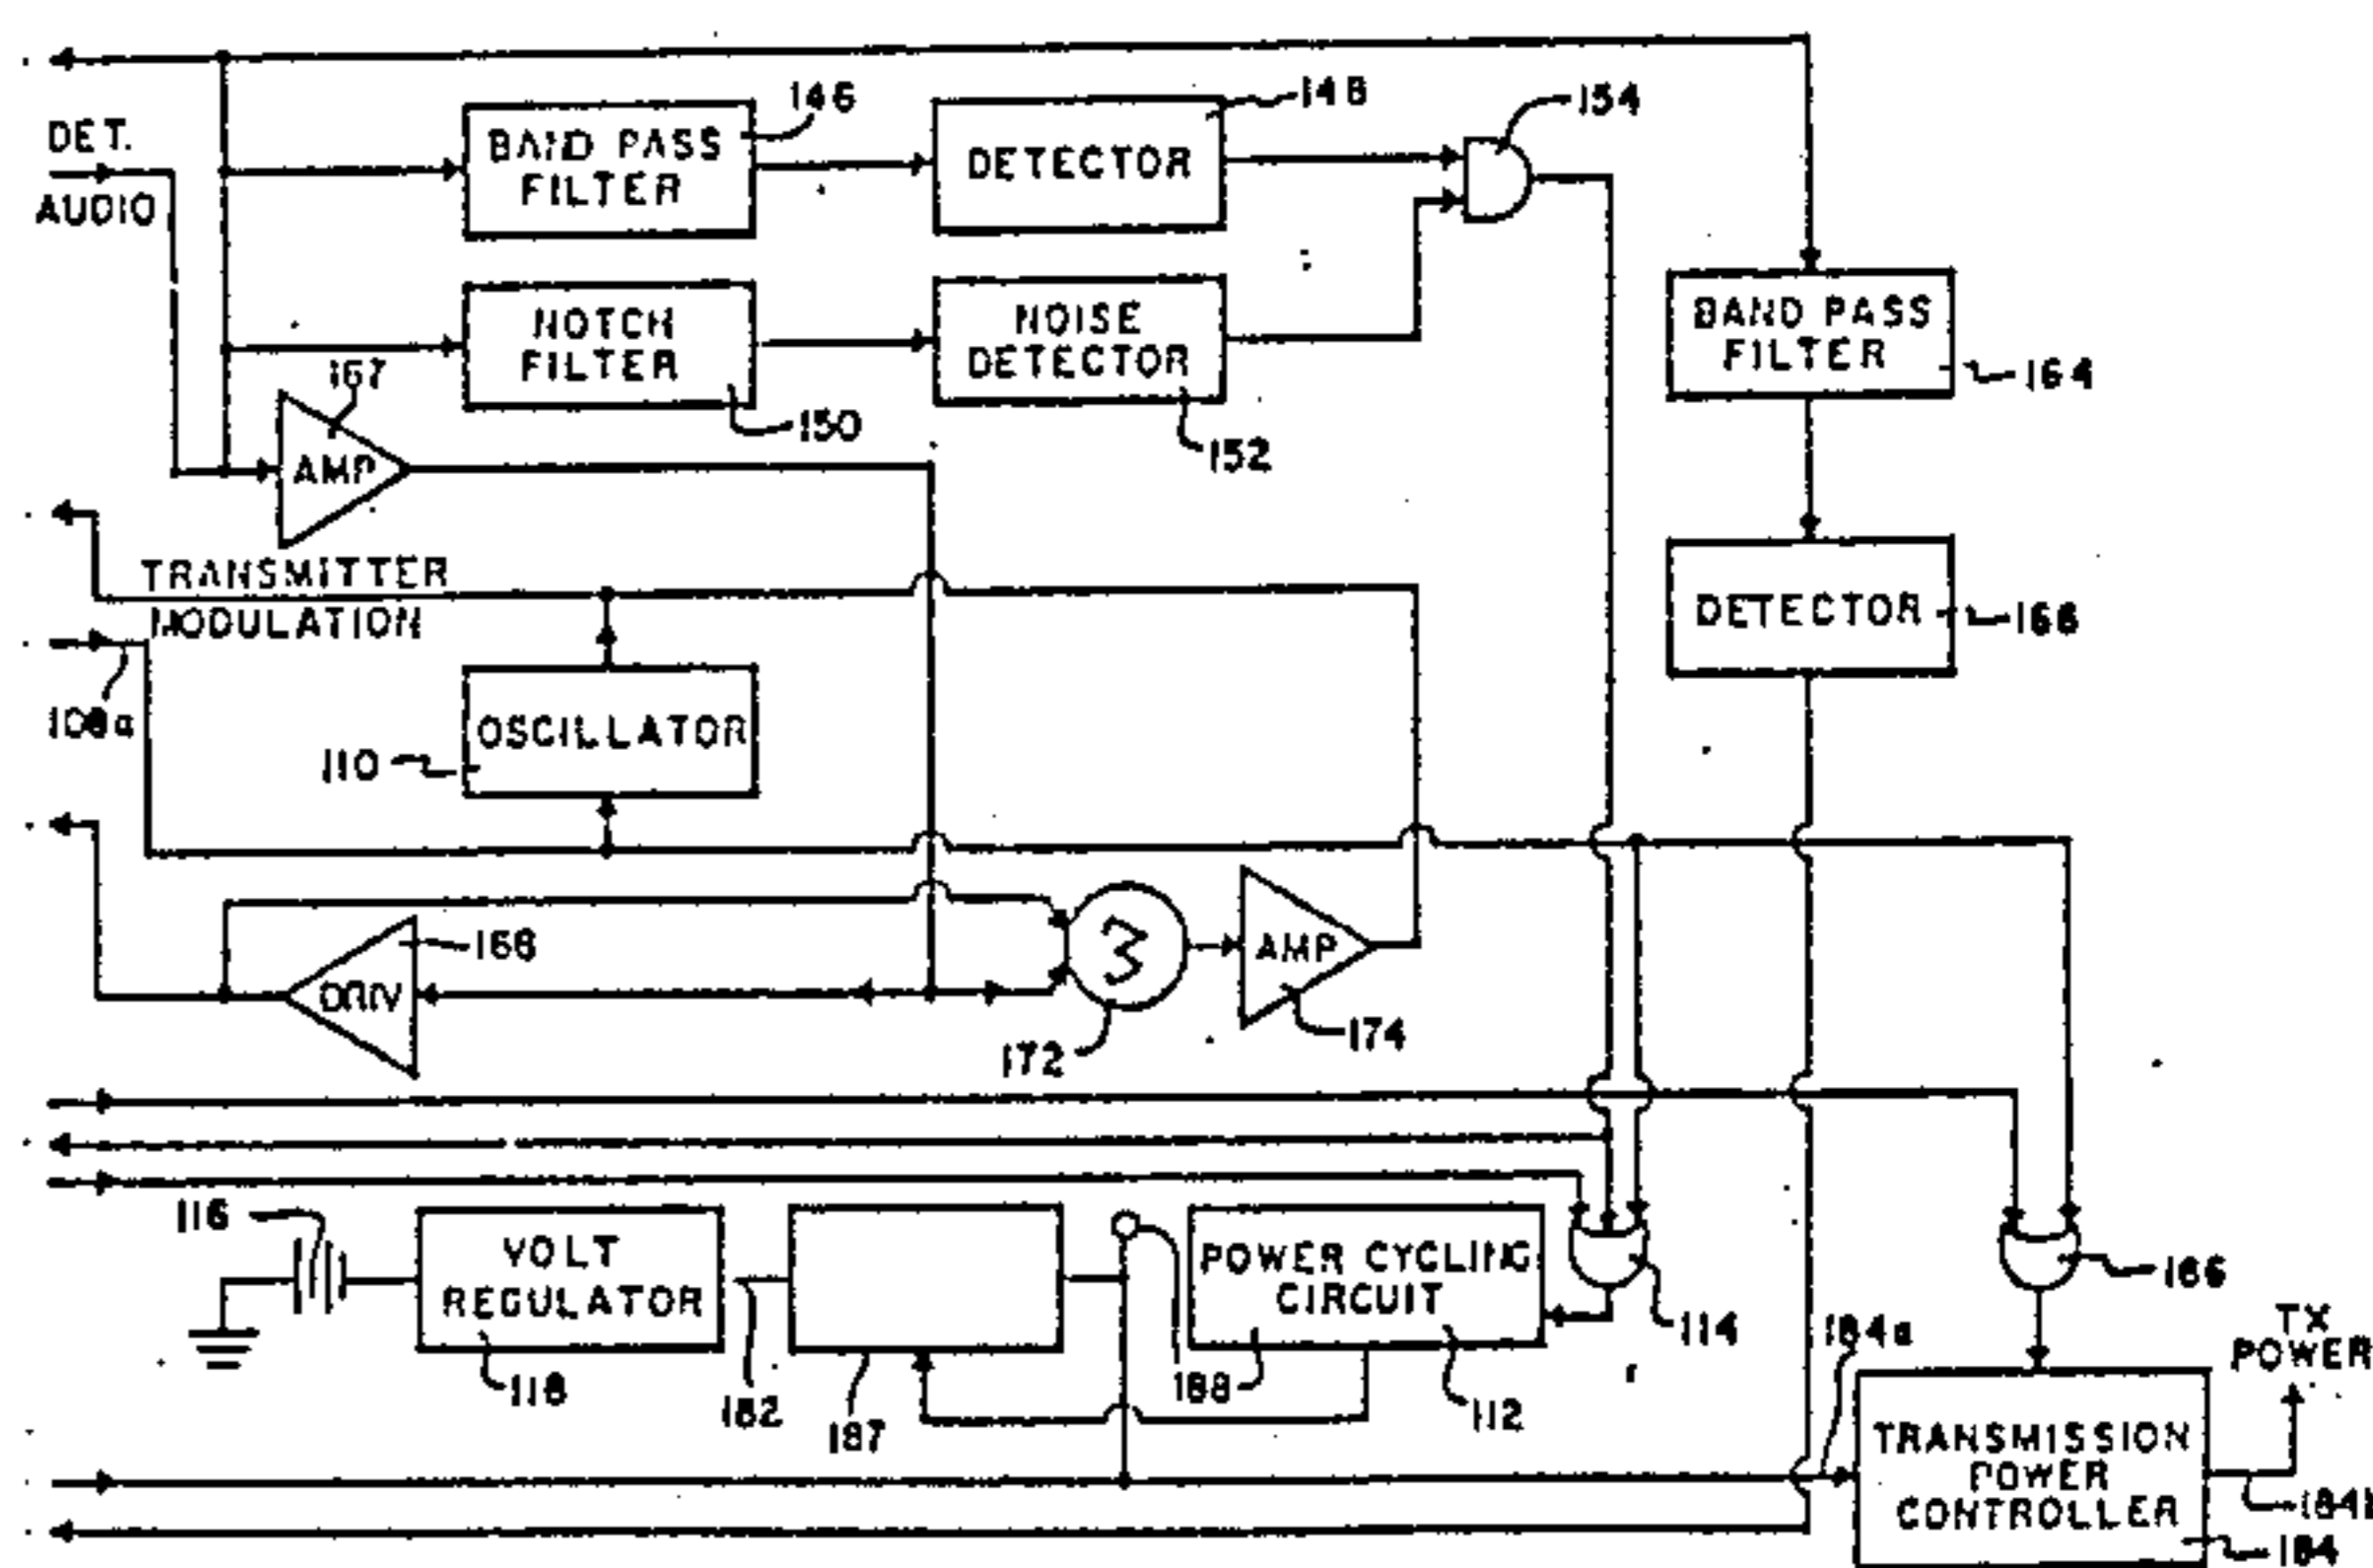 146
148
154
DET.
AUDIO
BAND PASS
FILTER
DETECTOR
NOTCH
FILTER
NOISE
DETECTOR
BAND PASS
FILTER
164
167
150
152
AMP
TRANSMITTER
MODULATION
DETECTOR
166
108a
OSCILLATOR
110
168
DRIV
Σ
AMP
172
174
116
VOLT
REGULATOR
POWER CYCLING
CIRCUIT
186
118
182
187
188
112
114
184a
TX
POWER
TRANSMISSION
POWER
CONTROLLER
184